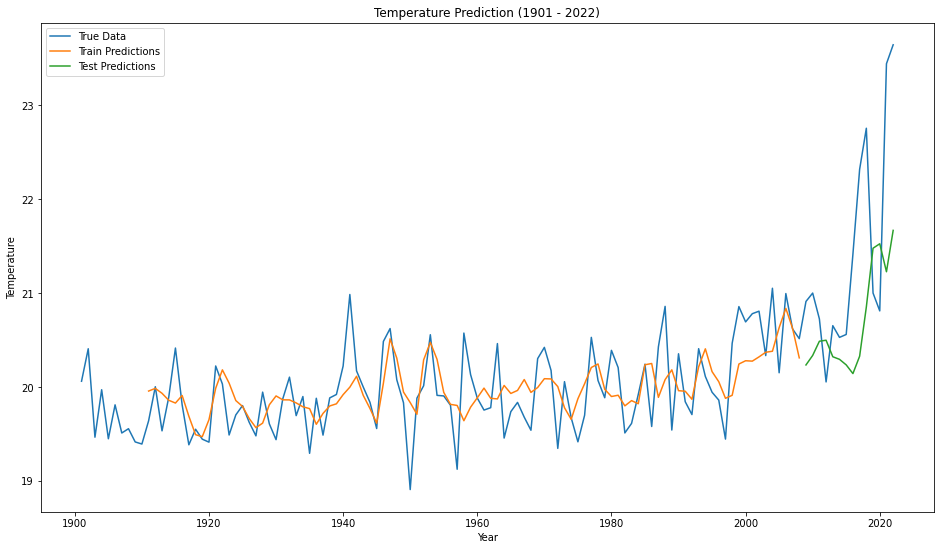 Temperature Prediction (1901 - 2022)
True Data
Train Predictions
Test Predictions
Temperature
23
22
21
20
19
1900 1920 1940 1960 1980 2000 2020
Year